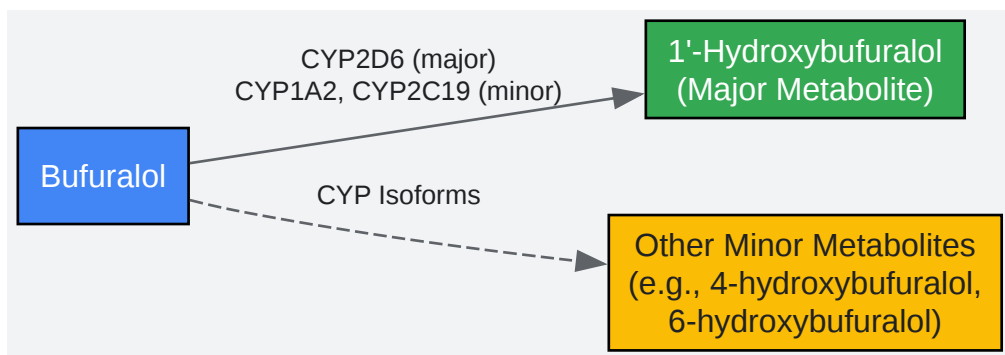 Bufuralol
CYP2D6 (major)
CYP1A2, CYP2C19 (minor)
1'-Hydroxybufuralol
(Major Metabolite)
CYP Isoforms
Other Minor Metabolites
(e.g., 4-hydroxybufuralol,
6-hydroxybufuralol)